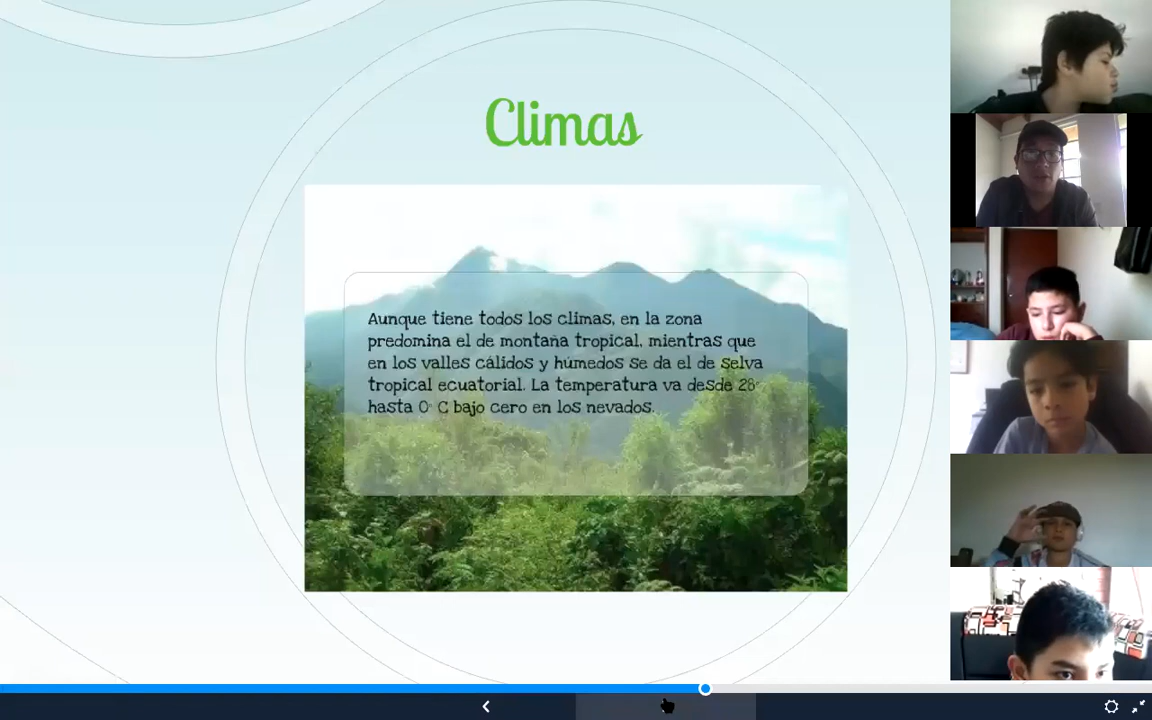 Climas
Aunque tiene todos los climas, en la zona
predomina el de montaña tropical, mientras que
en los valles cálidos y húmedos se da el de selva
tropical ecuatorial. La temperatura va desde 28°
hasta 0° C bajo cero en los nevados.